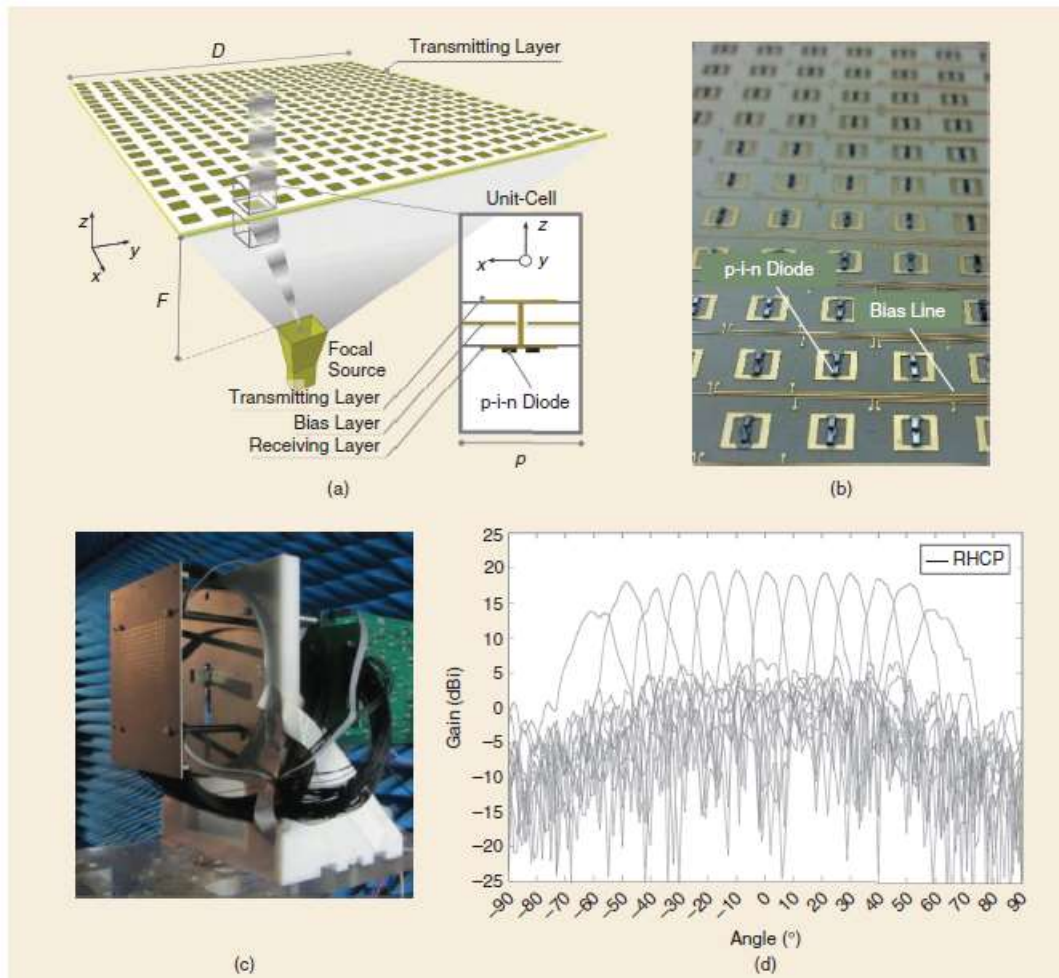 D
Transmitting Layer
z
y
x
F
Focal
Source
Transmitting Layer
Bias Layer
Receiving Layer
Unit-Cell
z
x
y
p-i-n Diode
p
(a)
p-i-n Diode
Bias Line
(b)
(c)
25
20
15
10
5
0
–5
–10
–15
–20
–25
Gain (dBi)
RHCP
–90
–80
–70
–60
–50
–40
–30
–20
–10
0
10
20
30
40
50
60
70
80
90
Angle (°)
(d)